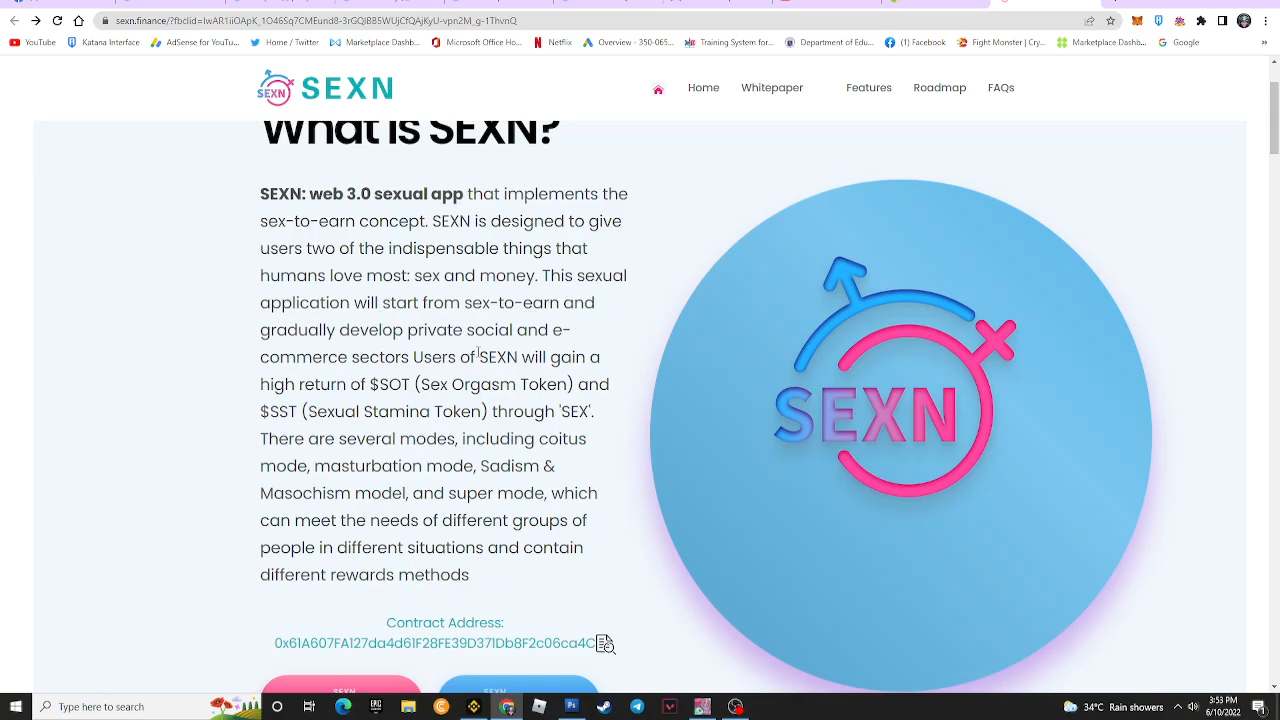 sexn.finance/?fbclid=IwAR1iiOApK_1O46Sq7CMEund8-3rGQIBB5WUjCfQAjKyU-vpn2M_g-1ThvnQ
YouTube Katana Interface AdSense for YouTu... Home / Twitter Marketplace Dashb... Microsoft Office Ho... Netflix Overview - 350-065... Training System for... Department of Edu... (1) Facebook Fight Monster | Cry... Marketplace Dashb... Google »
SEXN SEXN Home Whitepaper Features Roadmap FAQs
What is SEXN?
SEXN: web 3.0 sexual app that implements the
sex-to-earn concept. SEXN is designed to give
users two of the indispensable things that
humans love most: sex and money. This sexual
application will start from sex-to-earn and
gradually develop private social and e-
commerce sectors Users of SEXN will gain a
high return of $SOT (Sex Orgasm Token) and
$SST (Sexual Stamina Token) through 'SEX'.
There are several modes, including coitus
mode, masturbation mode, Sadism &
Masochism model, and super mode, which
can meet the needs of different groups of
people in different situations and contain
different rewards methods
SEXN
Contract Address:
0x61A607FA127da4d61F28FE39D371Db8F2c06ca4C
SEXN SEXN
Type here to search
34°C Rain showers
3:53 PM
6/10/2022